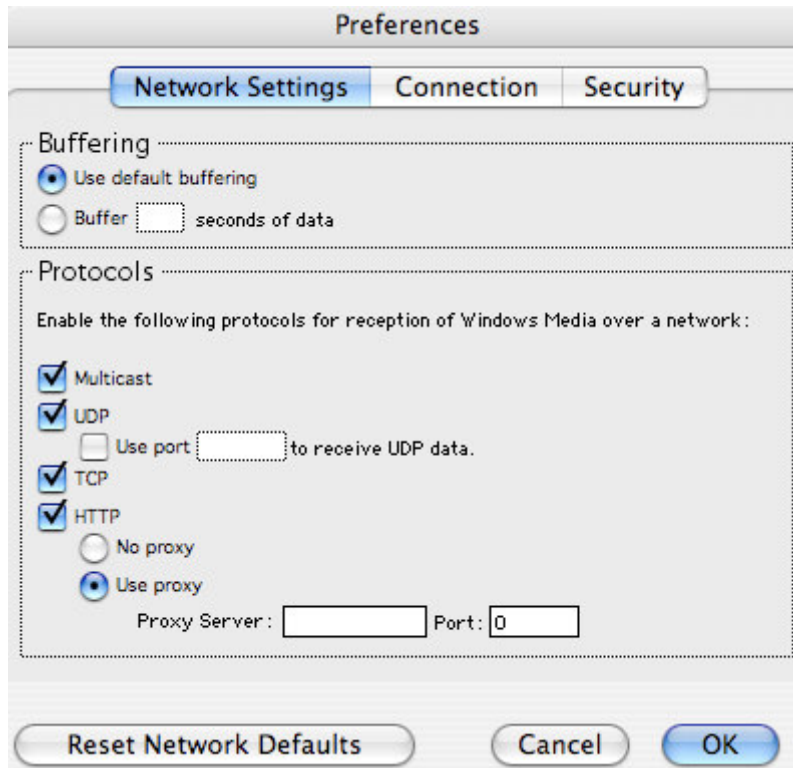 Preferences
Network Settings Connection Security
Buffering
Use default buffering
Buffer seconds of data
Protocols
Enable the following protocols for reception of Windows Media over a network:
Multicast
UDP
Use port to receive UDP data.
TCP
HTTP
No proxy
Use proxy
Proxy Server: Port: 0
Reset Network Defaults Cancel OK